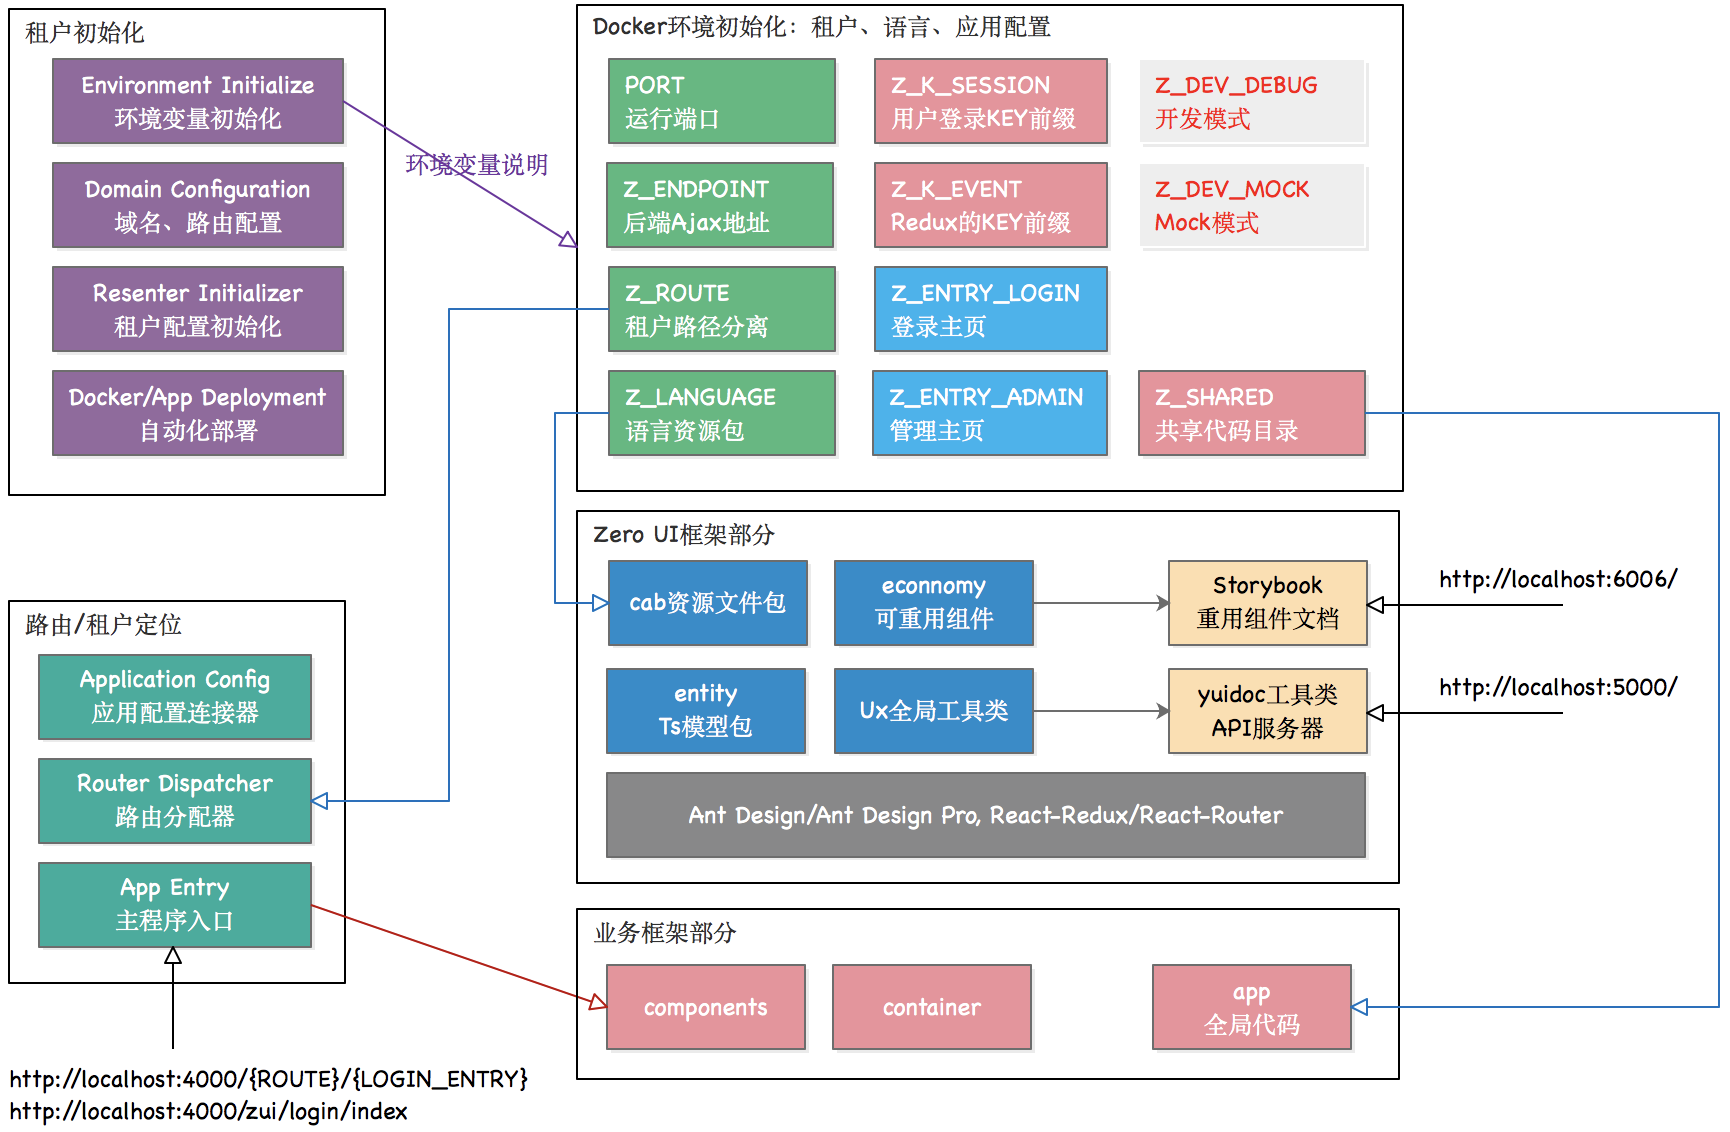 租户初始化
Environment Initialize
环境变量初始化
Domain Configuration
域名、路由配置
Resenter Initializer
租户配置初始化
Docker/App Deployment
自动化部署
环境变量说明
Docker环境初始化：租户、语言、应用配置
PORT
运行端口
Z_K_SESSION
用户登录KEY前缀
Z_DEV_DEBUG
开发模式
Z_ENDPOINT
后端Ajax地址
Z_K_EVENT
Redux的KEY前缀
Z_DEV_MOCK
Mock模式
Z_ROUTE
租户路径分离
Z_ENTRY_LOGIN
登录主页
Z_LANGUAGE
语言资源包
Z_ENTRY_ADMIN
管理主页
Z_SHARED
共享代码目录
Zero UI框架部分
cab资源文件包
econnomy
可重用组件
Storybook
重用组件文档
http://localhost:6006/
entity
Ts模型包
Ux全局工具类
yuidoc工具类
API服务器
http://localhost:5000/
Ant Design/Ant Design Pro, React-Redux/React-Router
路由/租户定位
Application Config
应用配置连接器
Router Dispatcher
路由分配器
App Entry
主程序入口
业务框架部分
components
container
app
全局代码
http://localhost:4000/{ROUTE}/{LOGIN_ENTRY}
http://localhost:4000/zui/login/index